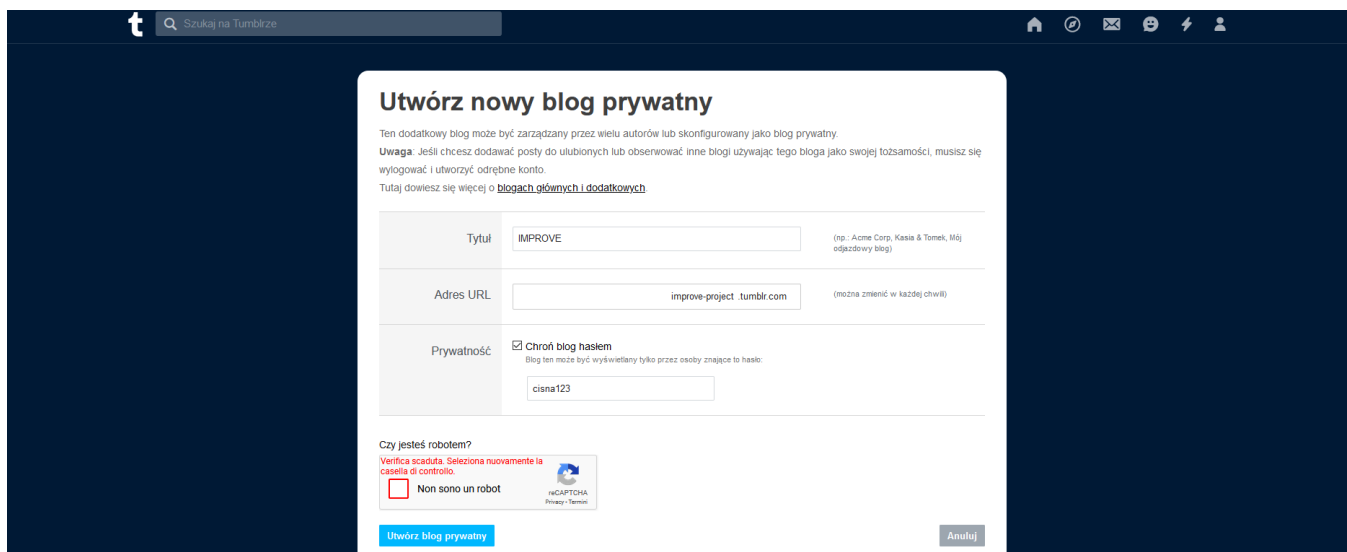 t
Szukaj na Tumblrze
Utwórz nowy blog prywatny
Ten dodatkowy blog może być zarządzany przez wielu autorów lub skonfigurowany jako blog prywatny.
Uwaga: Jeśli chcesz dodawać posty do ulubionych lub obserwować inne blogi używając tego bloga jako swojej tożsamości, musisz się
wylogować i utworzyć odrębne konto.
Tutaj dowiesz się więcej o blogach głównych i dodatkowych.
Tytuł
IMPROVE
(np.: Acme Corp, Kasia & Tomek, Mój
odjazdowy blog)
Adres URL
improve-project .tumblr.com
(można zmienić w każdej chwili)
Prywatność
Chroń blog hasłem
Blog ten może być wyświetlany tylko przez osoby znające to hasło:
cisna123
Czy jesteś robotem?
Verifica scaduta. Seleziona nuovamente la
casella di controllo.
Non sono un robot
reCAPTCHA
Privacy - Termini
Utwórz blog prywatny
Anuluj